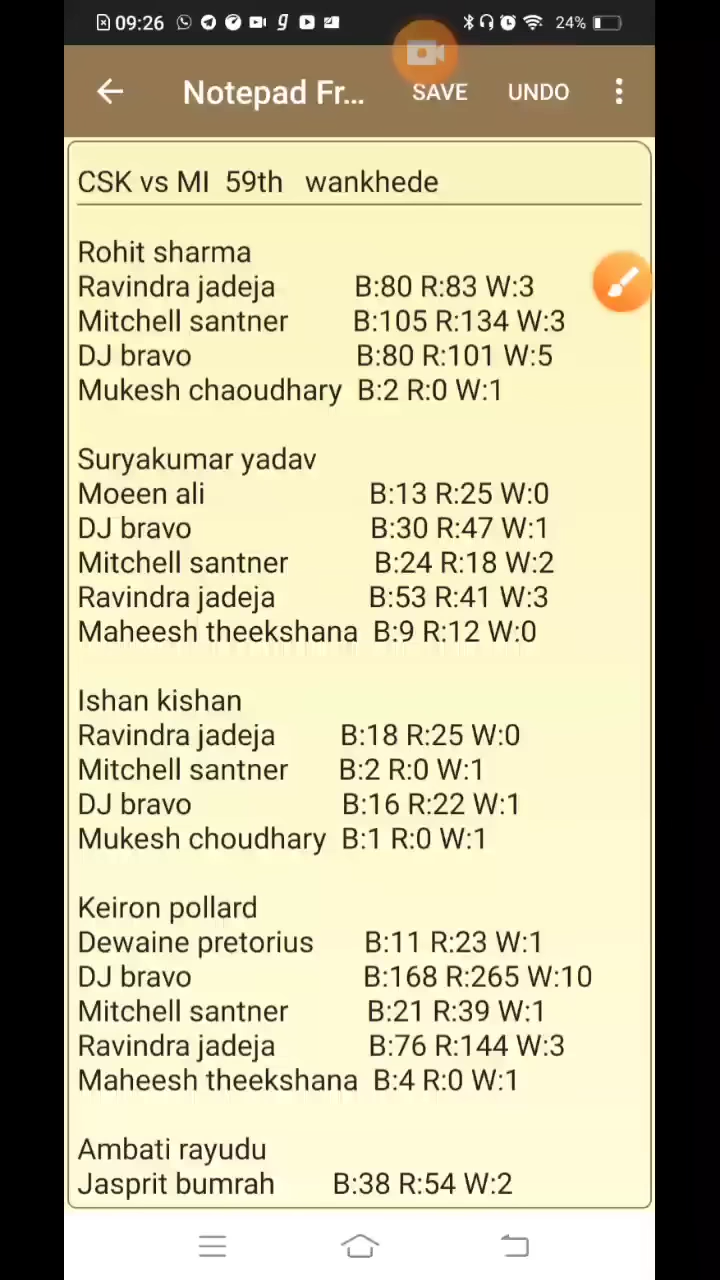 09:26 24%
Notepad Fr... SAVE UNDO
CSK vs MI 59th wankhede
Rohit sharma
Ravindra jadeja B:80 R:83 W:3
Mitchell santner B:105 R:134 W:3
DJ bravo B:80 R:101 W:5
Mukesh chaoudhary B:2 R:0 W:1
Suryakumar yadav
Moeen ali B:13 R:25 W:0
DJ bravo B:30 R:47 W:1
Mitchell santner B:24 R:18 W:2
Ravindra jadeja B:53 R:41 W:3
Maheesh theekshana B:9 R:12 W:0
Ishan kishan
Ravindra jadeja B:18 R:25 W:0
Mitchell santner B:2 R:0 W:1
DJ bravo B:16 R:22 W:1
Mukesh choudhary B:1 R:0 W:1
Keiron pollard
Dewaine pretorius B:11 R:23 W:1
DJ bravo B:168 R:265 W:10
Mitchell santner B:21 R:39 W:1
Ravindra jadeja B:76 R:144 W:3
Maheesh theekshana B:4 R:0 W:1
Ambati rayudu
Jasprit bumrah B:38 R:54 W:2